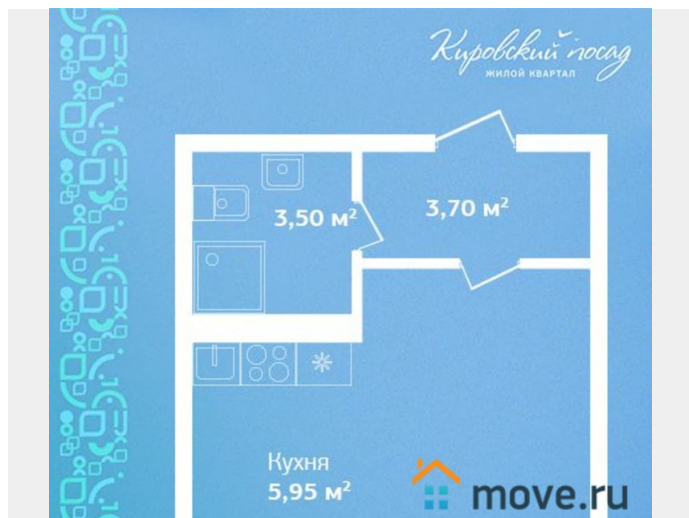 Кировский посад
ЖИЛОЙ КВАРТАЛ
3,50 м²
3,70 м²
Кухня
5,95 м²
move.ru